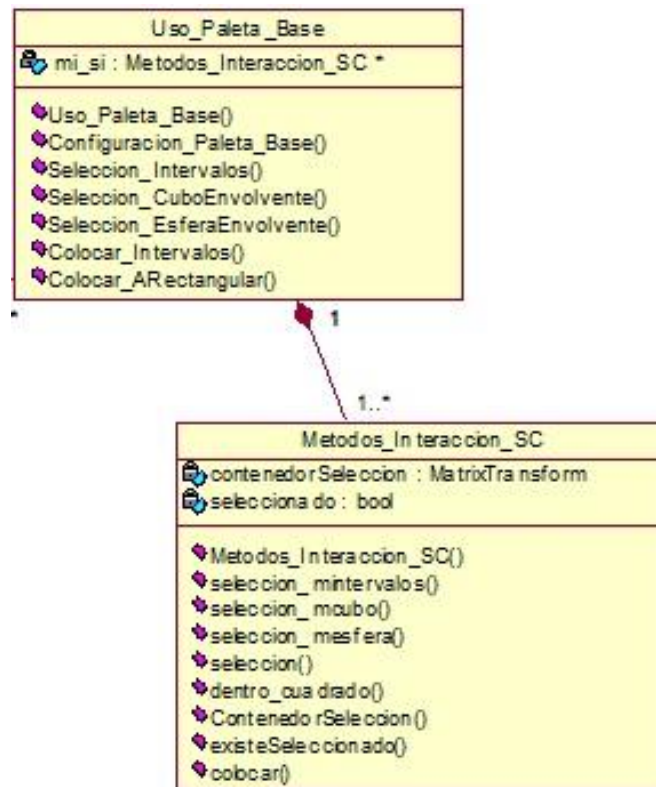 Uso_Paleta_Base
mi_si : Metodos_Interaccion_SC *
Uso_Paleta_Base()
Configuracion_Paleta_Base()
Seleccion_Intervalos()
Seleccion_CuboEnvolvente()
Seleccion_EsferaEnvolvente()
Colocar_Intervalos()
Colocar_ARectangular()
* 1
1..*
Metodos_Interaccion_SC
contenedorSeleccion : MatrixTransform
seleccionado : bool
Metodos_Interaccion_SC()
seleccion_mintervalos()
seleccion_mcubo()
seleccion_mesfera()
seleccion()
dentro_cuadrado()
ContenedorSeleccion()
existeSeleccionado()
colocar()